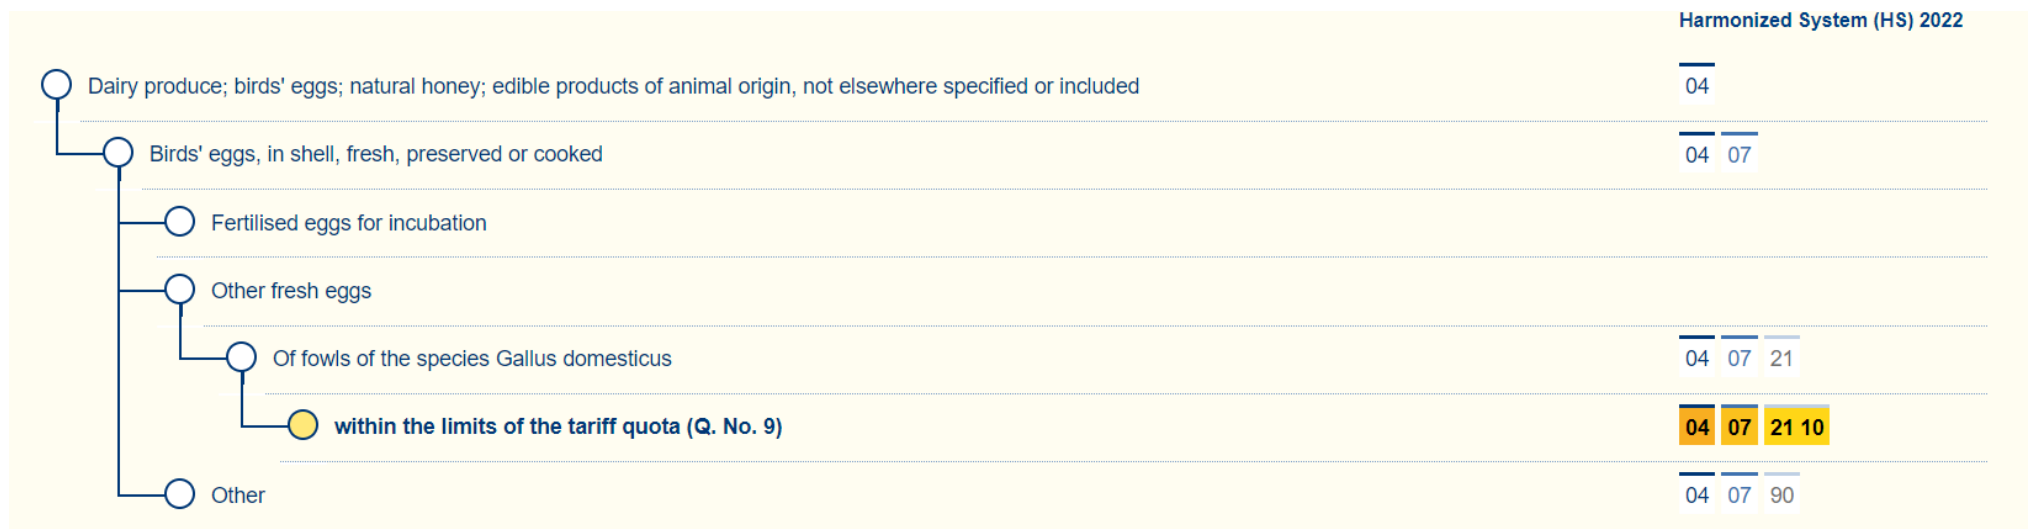 Harmonized System (HS) 2022
Dairy produce; birds' eggs; natural honey; edible products of animal origin, not elsewhere specified or included 04
Birds' eggs, in shell, fresh, preserved or cooked 04 07
Fertilised eggs for incubation
Other fresh eggs
Of fowls of the species Gallus domesticus 04 07 21
within the limits of the tariff quota (Q. No. 9) 04 07 21 10
Other 04 07 90